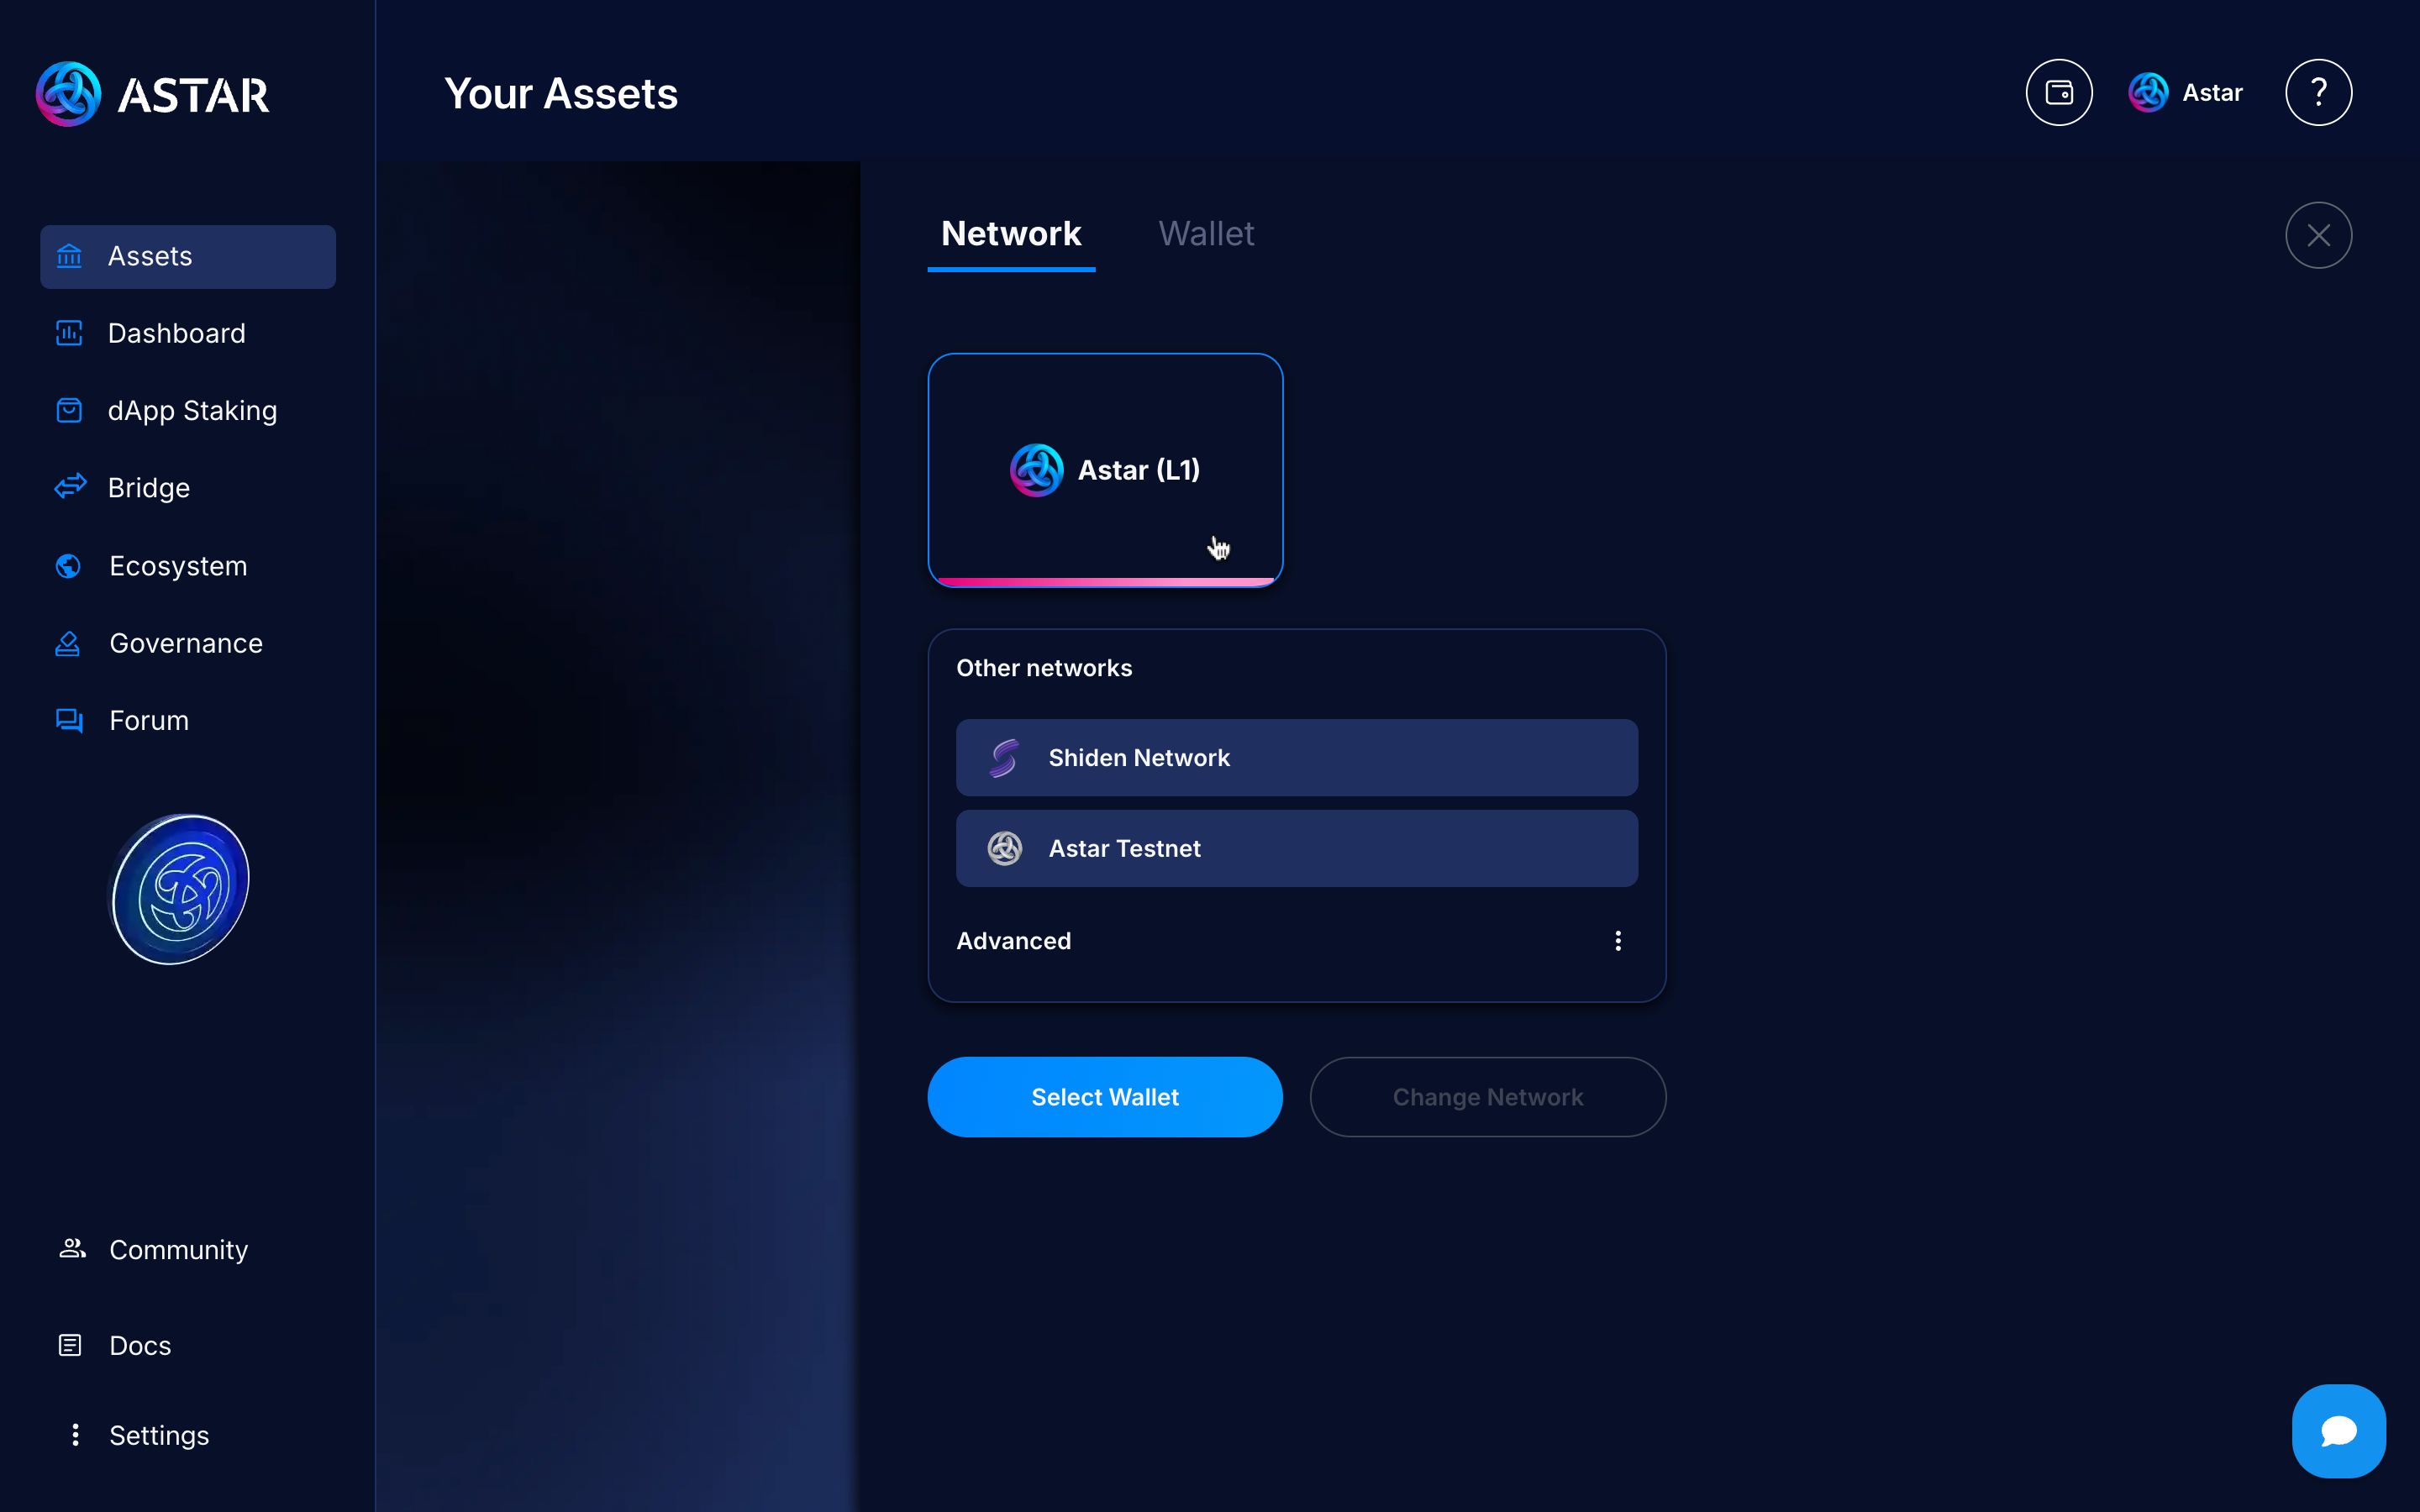 ASTAR
Your Assets
Astar
?
Assets
Dashboard
dApp Staking
Bridge
Ecosystem
Governance
Forum
Community
Docs
Settings
Network
Wallet
Astar (L1)
Other networks
Shiden Network
Astar Testnet
Advanced
Select Wallet
Change Network